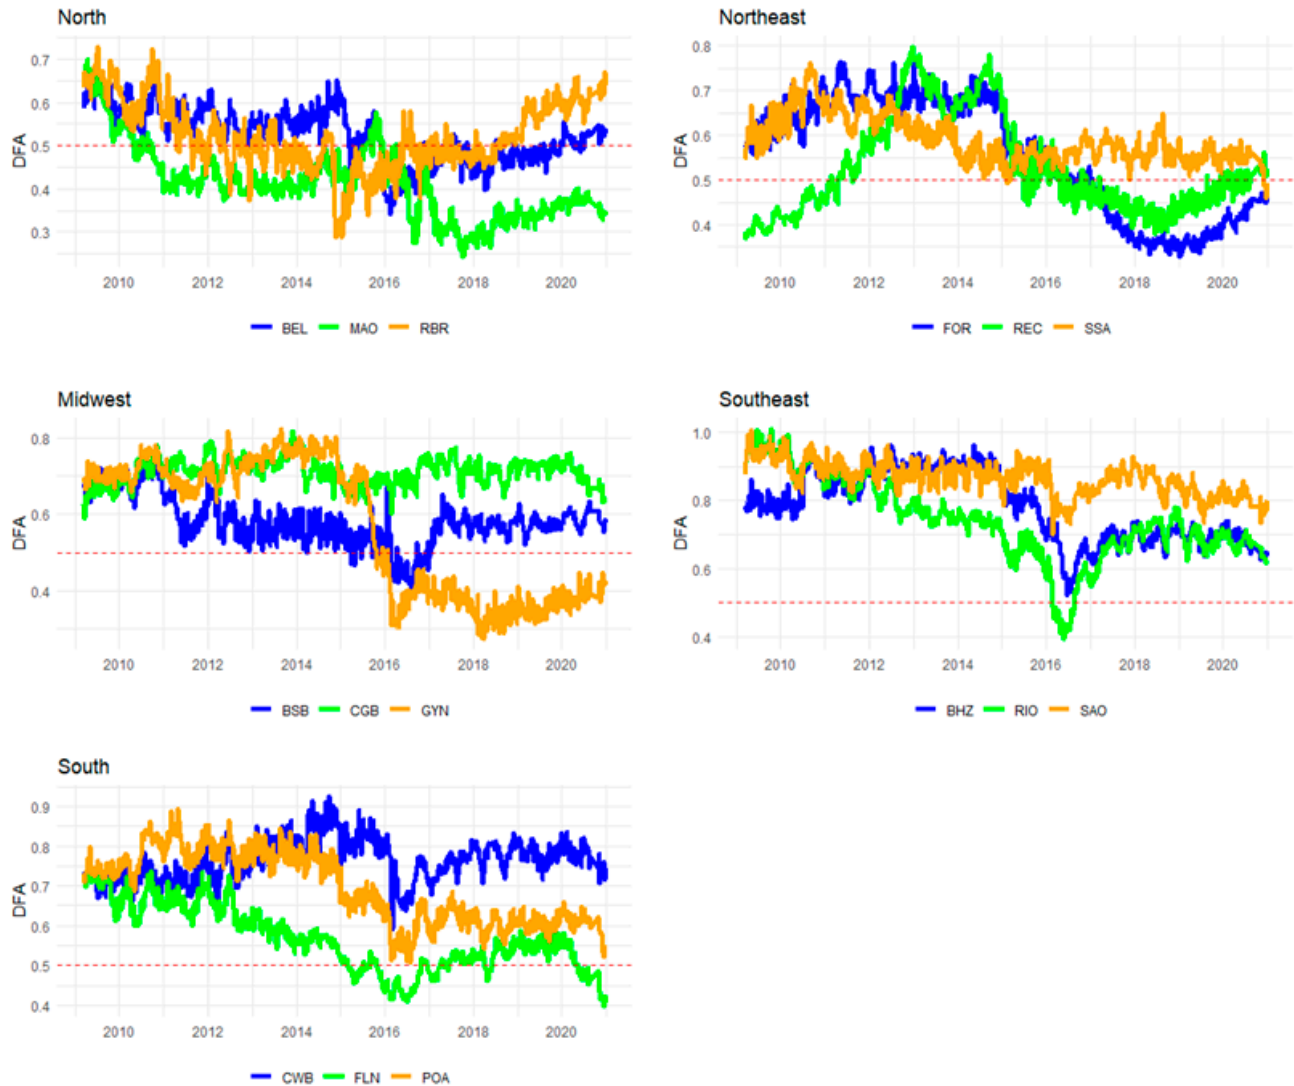 North
DFA
0.7
0.6
0.5
0.4
0.3
2010 2012 2014 2016 2018 2020
BEL MAO RBR
Northeast
DFA
0.8
0.7
0.6
0.5
0.4
2010 2012 2014 2016 2018 2020
FOR REC SSA
Midwest
DFA
0.8
0.6
0.4
2010 2012 2014 2016 2018 2020
BSB CGB GYN
Southeast
DFA
1.0
0.8
0.6
0.4
2010 2012 2014 2016 2018 2020
BHZ RIO SAO
South
DFA
0.9
0.8
0.7
0.6
0.5
0.4
2010 2012 2014 2016 2018 2020
CWB FLN POA